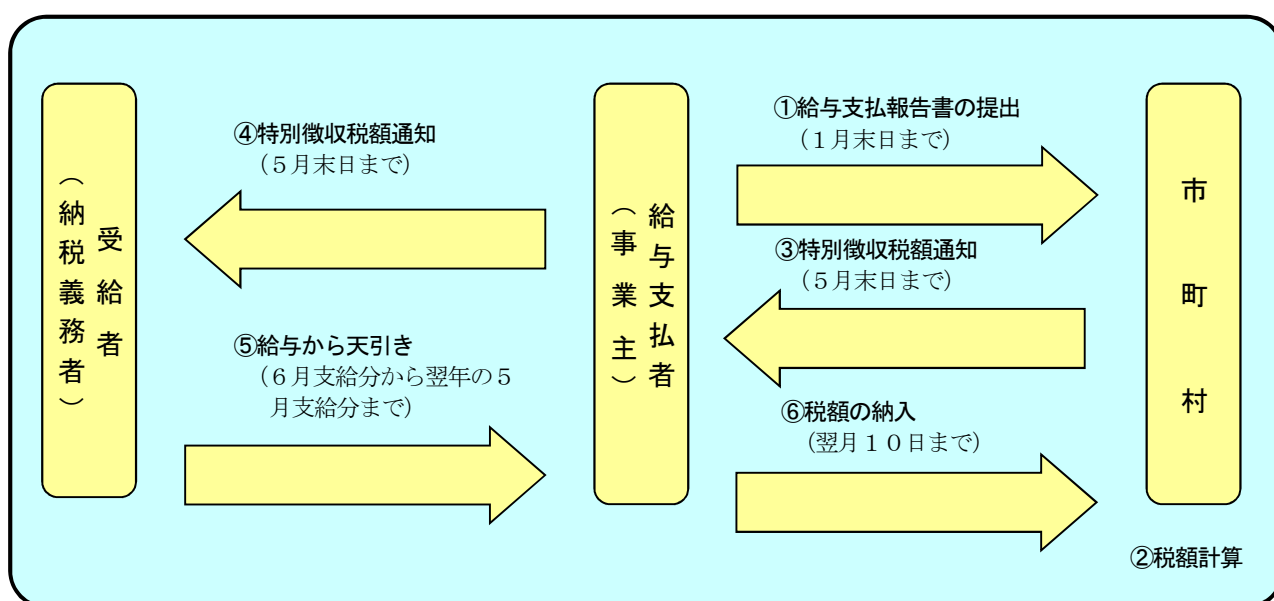 受給者
（納税義務者）
④特別徴収税額通知
（５月末日まで）
⑤給与から天引き
（６月支給分から翌年の５
月支給分まで）
給与支払者
（事業主）
①給与支払報告書の提出
（１月末日まで）
③特別徴収税額通知
（５月末日まで）
⑥税額の納入
（翌月１０日まで）
市町村
②税額計算